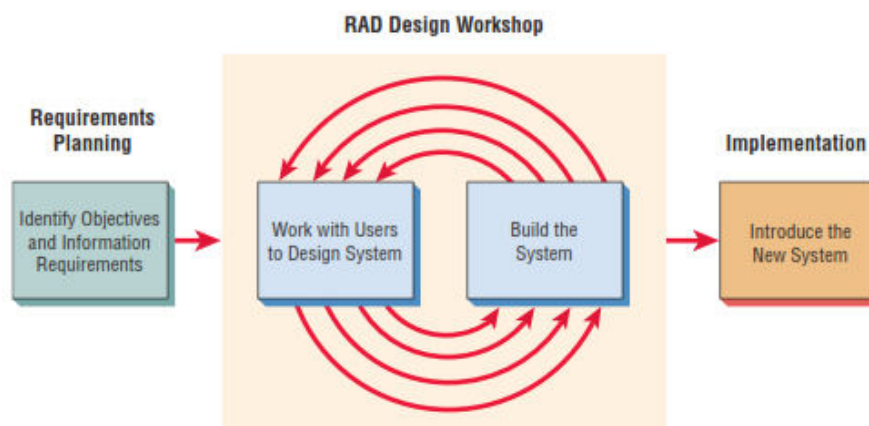 RAD Design Workshop
Requirements
Planning
Identify Objectives
and Information
Requirements
Work with Users
to Design System
Build the
System
Implementation
Introduce the
New System